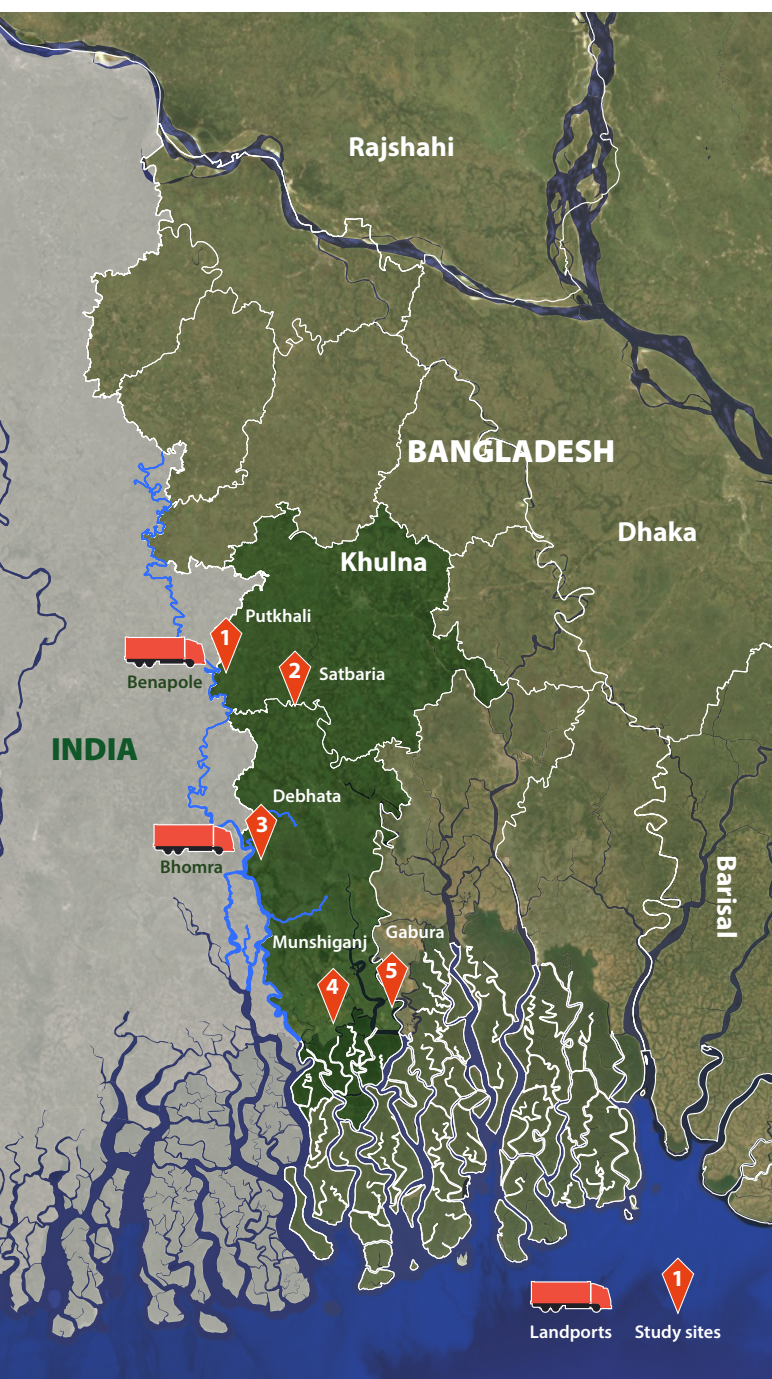 Rajshahi
BANGLADESH
Dhaka
Khulna
Putkhali
1
2
Satbaria
Benapole
INDIA
Debhata
3
Bhomra
Barisal
Munshiganj
Gabura
4
5
1
Landports
Study sites